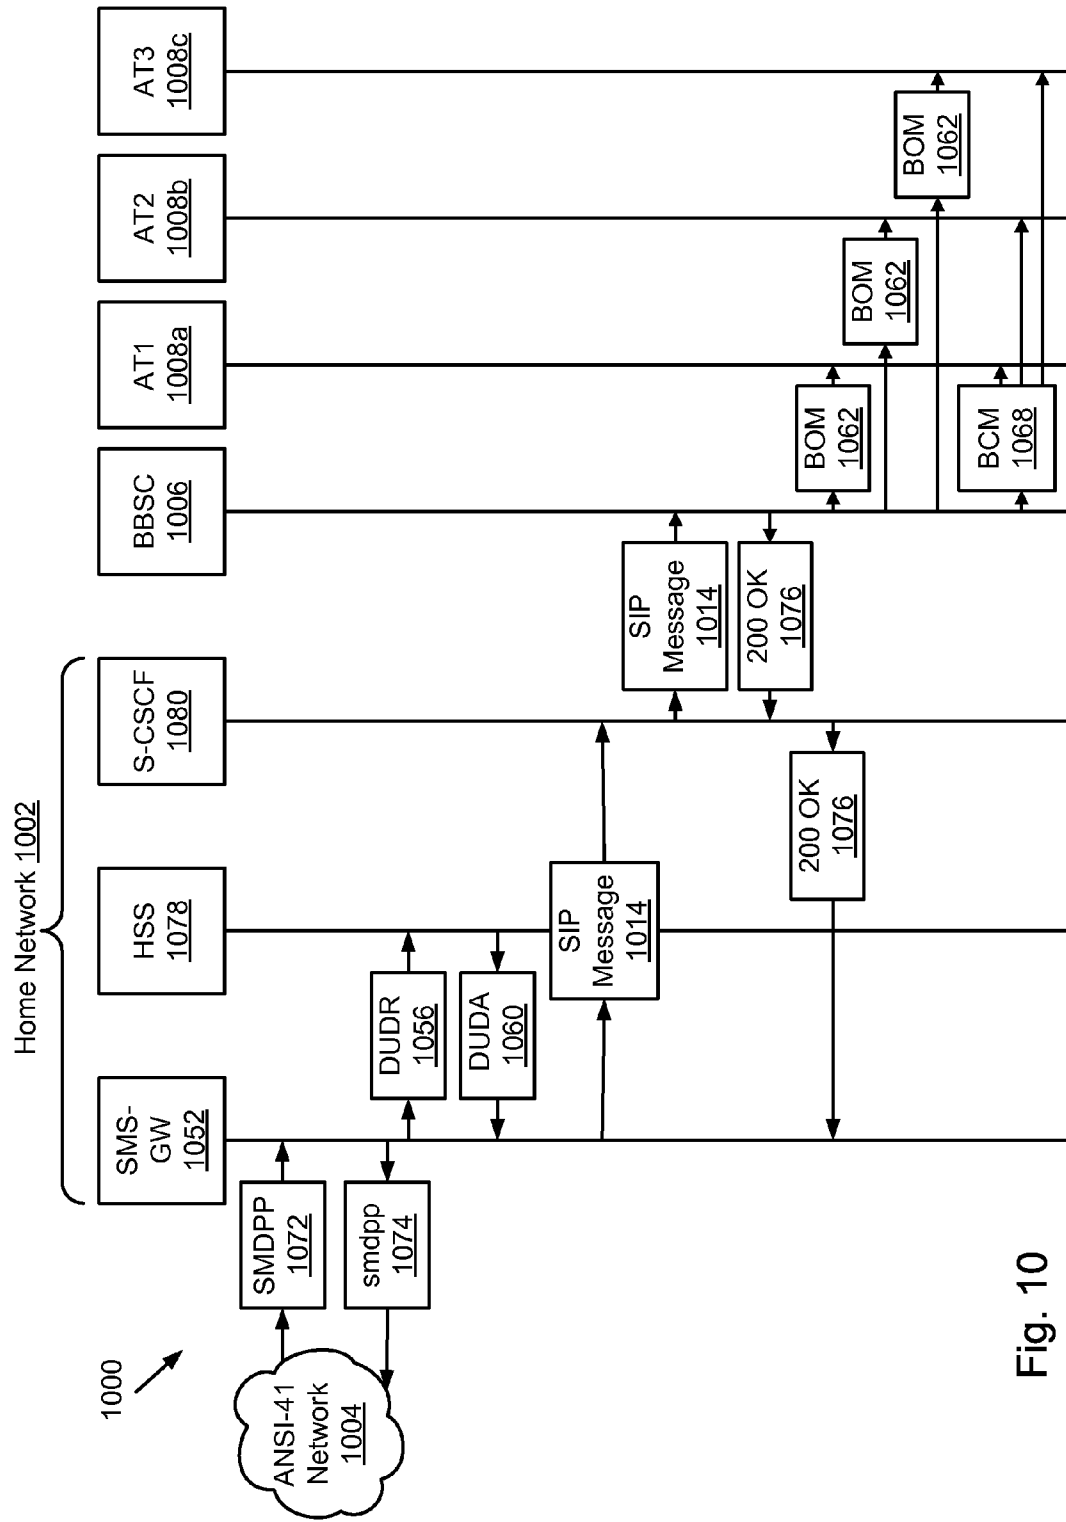 1000
Home Network 1002
SMS-
GW
1052
HSS
1078
S-CSCF
1080
BBSC
1006
AT1
1008a
AT2
1008b
AT3
1008c
ANSI-41
Network
1004
SMDPP
1072
smdpp
1074
DUDR
1056
DUDA
1060
SIP
Message
1014
SIP
Message
1014
200 OK
1076
200 OK
1076
BOM
1062
BOM
1062
BOM
1062
BCM
1068
Fig. 10